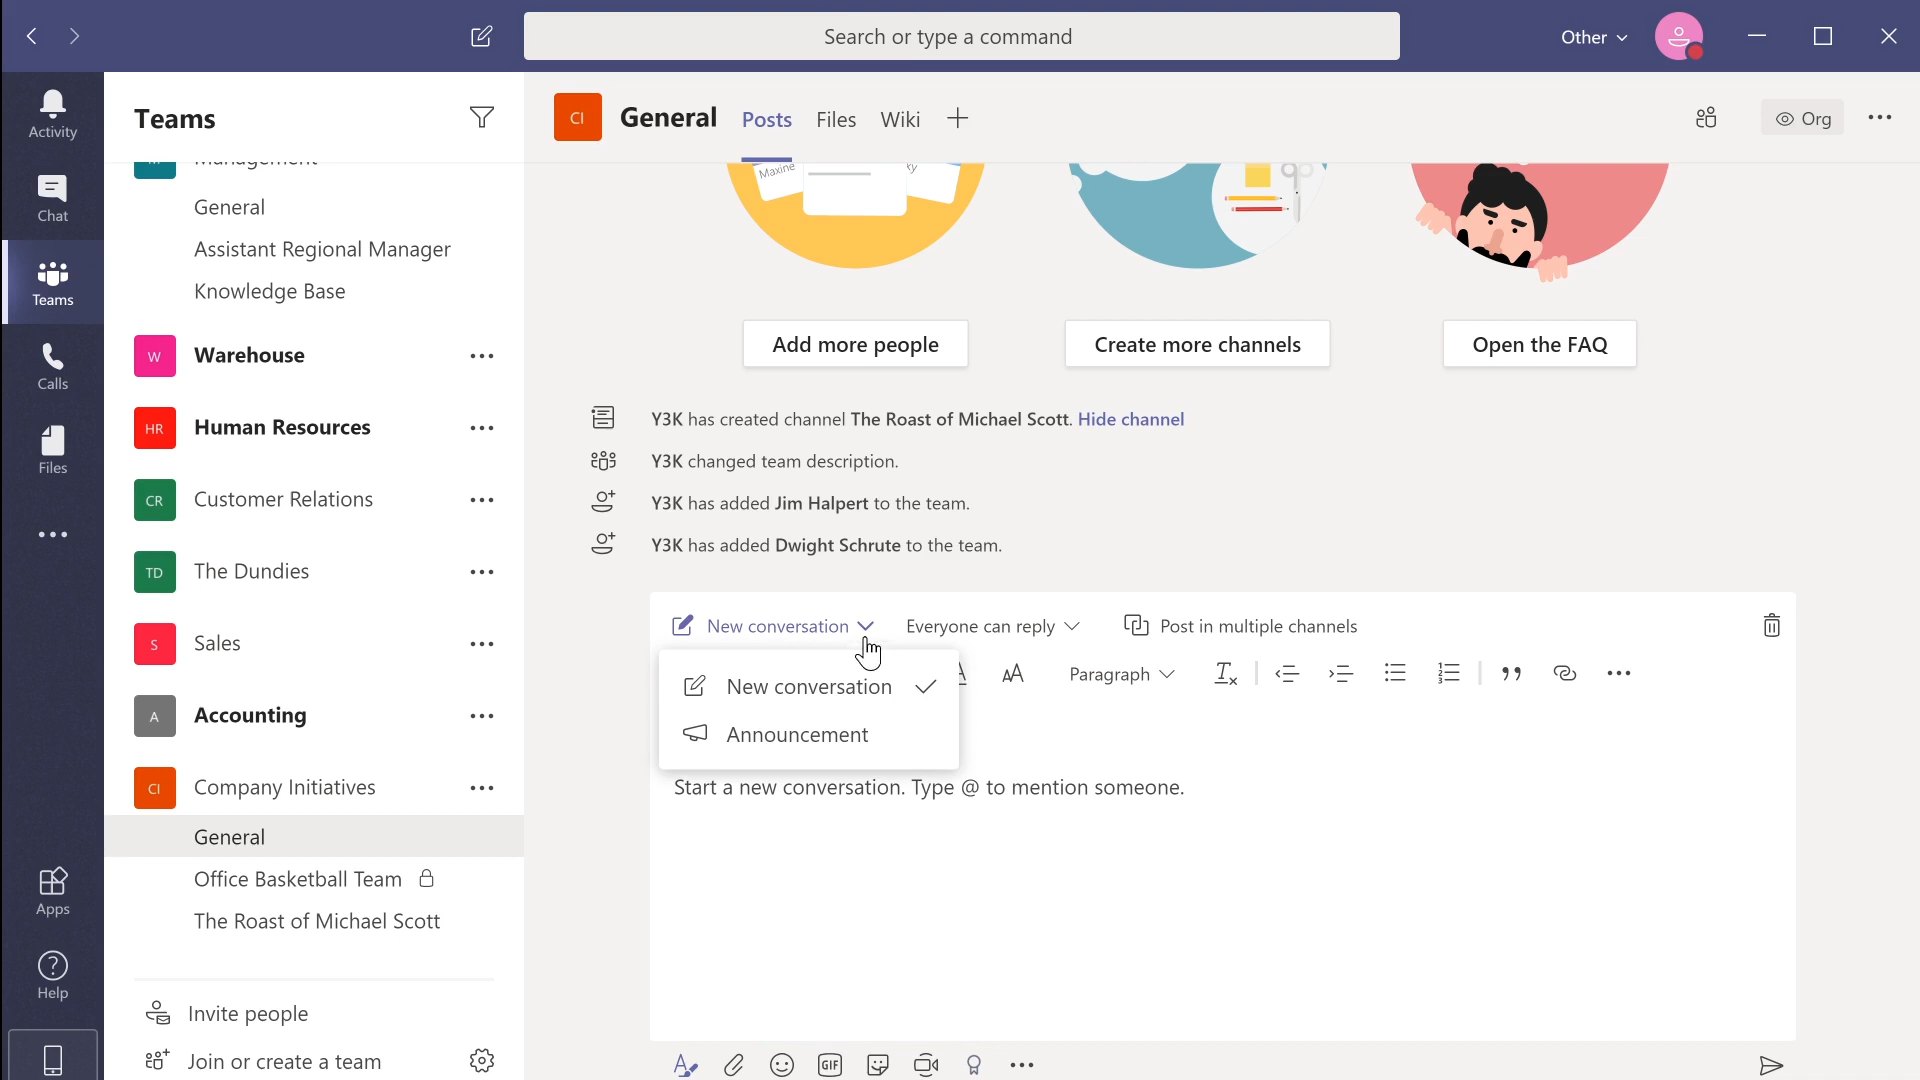 Search or type a command
Other
Activity
Chat
Teams
Calls
Files
Apps
Help
Teams
Management
General
Assistant Regional Manager
Knowledge Base
W Warehouse
HR Human Resources
CR Customer Relations
TD The Dundies
S Sales
A Accounting
CI Company Initiatives
General
Office Basketball Team
The Roast of Michael Scott
Invite people
Join or create a team
CI General Posts Files Wiki
Org
Maxine
ky
Add more people
Create more channels
Open the FAQ
Y3K has created channel The Roast of Michael Scott. Hide channel
Y3K changed team description.
Y3K has added Jim Halpert to the team.
Y3K has added Dwight Schrute to the team.
New conversation Everyone can reply Post in multiple channels
Paragraph
New conversation
Announcement
Start a new conversation. Type @ to mention someone.
GIF